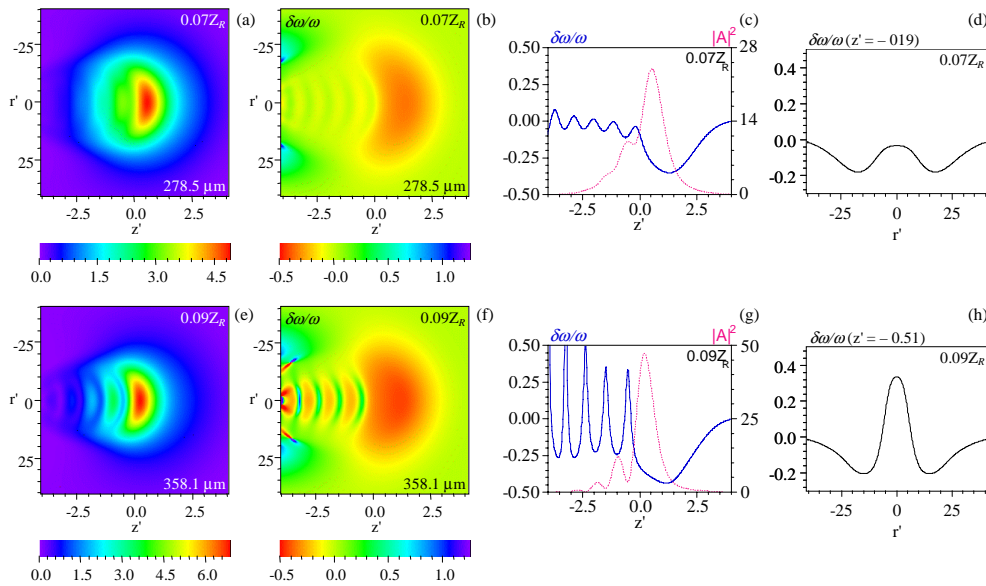 0.07Z_R (a)
-25
r' 0
25
278.5 µm
-2.5 0.0 2.5
z'
0.0 1.5 3.0 4.5
δω/ω 0.07Z_R (b)
-25
0
25
278.5 µm
-2.5 0.0 2.5
z'
-0.5 -0.0 0.5 1.0
δω/ω |A|² (c)
0.50 28
0.07Z_R
0.25
0.00 14
-0.25
-0.50 0
-2.5 0.0 2.5
z'
(d)
δω/ω (z' = – 019)
0.07Z_R
0.4
0.2
-0.0
-0.2
-25 0 25
r'
0.09Z_R (e)
-25
r' 0
25
358.1 µm
-2.5 0.0 2.5
z'
0.0 1.5 3.0 4.5 6.0
δω/ω 0.09Z_R (f)
-25
0
25
358.1 µm
-2.5 0.0 2.5
z'
-0.5 0.0 0.5 1.0
δω/ω |A|² (g)
0.50 50
0.09Z_R
0.25
0.00 25
-0.25
-0.50 0
-2.5 0.0 2.5
z'
(h)
δω/ω (z' = – 0.51)
0.09Z_R
0.4
0.2
0.0
-0.2
-25 0 25
r'